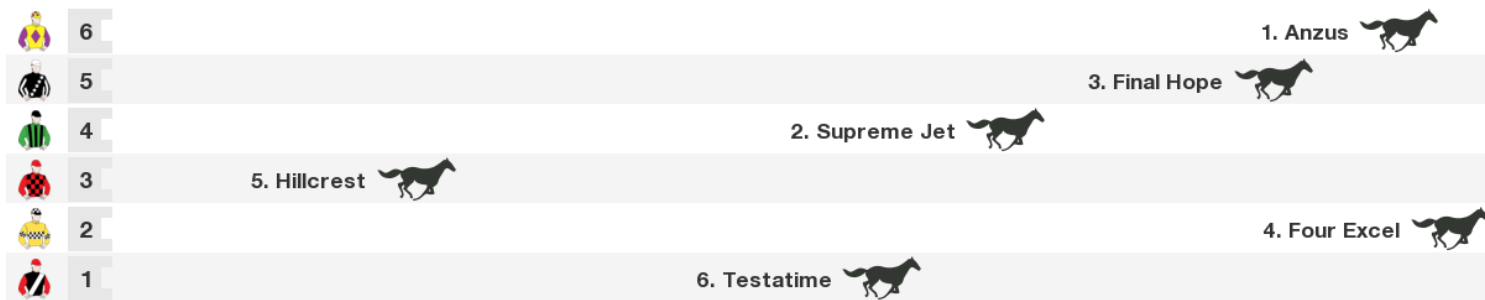 6 1. Anzus
5 3. Final Hope
4 2. Supreme Jet
3 5. Hillcrest
2 4. Four Excel
1 6. Testatime